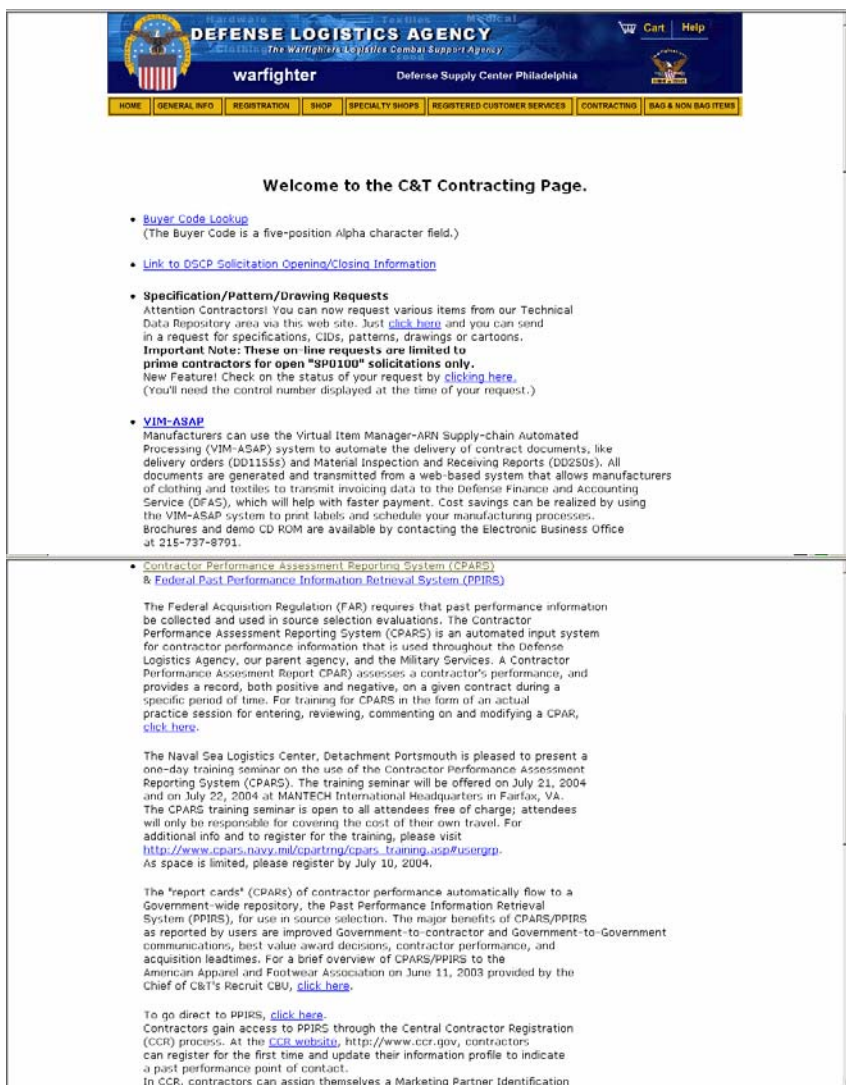 Hardware Textiles Medical
DEFENSE LOGISTICS AGENCY
Clothing The Warfighters Logistics Combat Support Agency
Food
Cart | Help
warfighter Defense Supply Center Philadelphia
HOME GENERAL INFO REGISTRATION SHOP SPECIALTY SHOPS REGISTERED CUSTOMER SERVICES CONTRACTING BAG & NON BAG ITEMS
Welcome to the C&T Contracting Page.
• Buyer Code Lookup
(The Buyer Code is a five-position Alpha character field.)
• Link to DSCP Solicitation Opening/Closing Information
• Specification/Pattern/Drawing Requests
Attention Contractors! You can now request various items from our Technical
Data Repository area via this web site. Just click here and you can send
in a request for specifications, CIDs, patterns, drawings or cartoons.
Important Note: These on-line requests are limited to
prime contractors for open "SP0100" solicitations only.
New Feature! Check on the status of your request by clicking here.
(You'll need the control number displayed at the time of your request.)
• VIM-ASAP
Manufacturers can use the Virtual Item Manager-ARN Supply-chain Automated
Processing (VIM-ASAP) system to automate the delivery of contract documents, like
delivery orders (DD1155s) and Material Inspection and Receiving Reports (DD250s). All
documents are generated and transmitted from a web-based system that allows manufacturers
of clothing and textiles to transmit invoicing data to the Defense Finance and Accounting
Service (DFAS), which will help with faster payment. Cost savings can be realized by using
the VIM-ASAP system to print labels and schedule your manufacturing processes.
Brochures and demo CD ROM are available by contacting the Electronic Business Office
at 215-737-8791.
• Contractor Performance Assessment Reporting System (CPARS)
& Federal Past Performance Information Retrieval System (PPIRS)
The Federal Acquisition Regulation (FAR) requires that past performance information
be collected and used in source selection evaluations. The Contractor
Performance Assessment Reporting System (CPARS) is an automated input system
for contractor performance information that is used throughout the Defense
Logistics Agency, our parent agency, and the Military Services. A Contractor
Performance Assesment Report CPAR) assesses a contractor's performance, and
provides a record, both positive and negative, on a given contract during a
specific period of time. For training for CPARS in the form of an actual
practice session for entering, reviewing, commenting on and modifying a CPAR,
click here.
The Naval Sea Logistics Center, Detachment Portsmouth is pleased to present a
one-day training seminar on the use of the Contractor Performance Assessment
Reporting System (CPARS). The training seminar will be offered on July 21, 2004
and on July 22, 2004 at MANTECH International Headquarters in Fairfax, VA.
The CPARS training seminar is open to all attendees free of charge; attendees
will only be responsible for covering the cost of their own travel. For
additional info and to register for the training, please visit
http://www.cpars.navy.mil/cpartrng/cpars_training.asp#usergrp.
As space is limited, please register by July 10, 2004.
The "report cards" (CPARs) of contractor performance automatically flow to a
Government-wide repository, the Past Performance Information Retrieval
System (PPIRS), for use in source selection. The major benefits of CPARS/PPIRS
as reported by users are improved Government-to-contractor and Government-to-Government
communications, best value award decisions, contractor performance, and
acquisition leadtimes. For a brief overview of CPARS/PPIRS to the
American Apparel and Footwear Association on June 11, 2003 provided by the
Chief of C&T's Recruit CBU, click here.
To go direct to PPIRS, click here.
Contractors gain access to PPIRS through the Central Contractor Registration
(CCR) process. At the CCR website, http://www.ccr.gov, contractors
can register for the first time and update their information profile to indicate
a past performance point of contact.
In CCR, contractors can assign themselves a Marketing Partner Identification